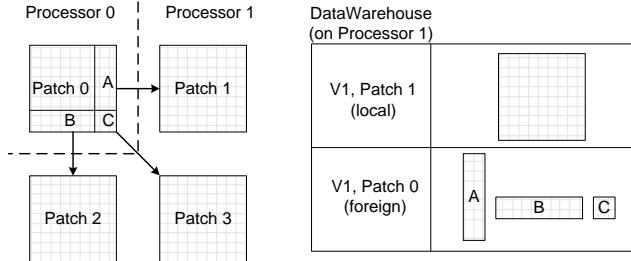 Processor 0
Processor 1
Patch 0
A
B
C
Patch 1
Patch 2
Patch 3
DataWarehouse
(on Processor 1)
V1, Patch 1
(local)
V1, Patch 0
(foreign)
A
B
C